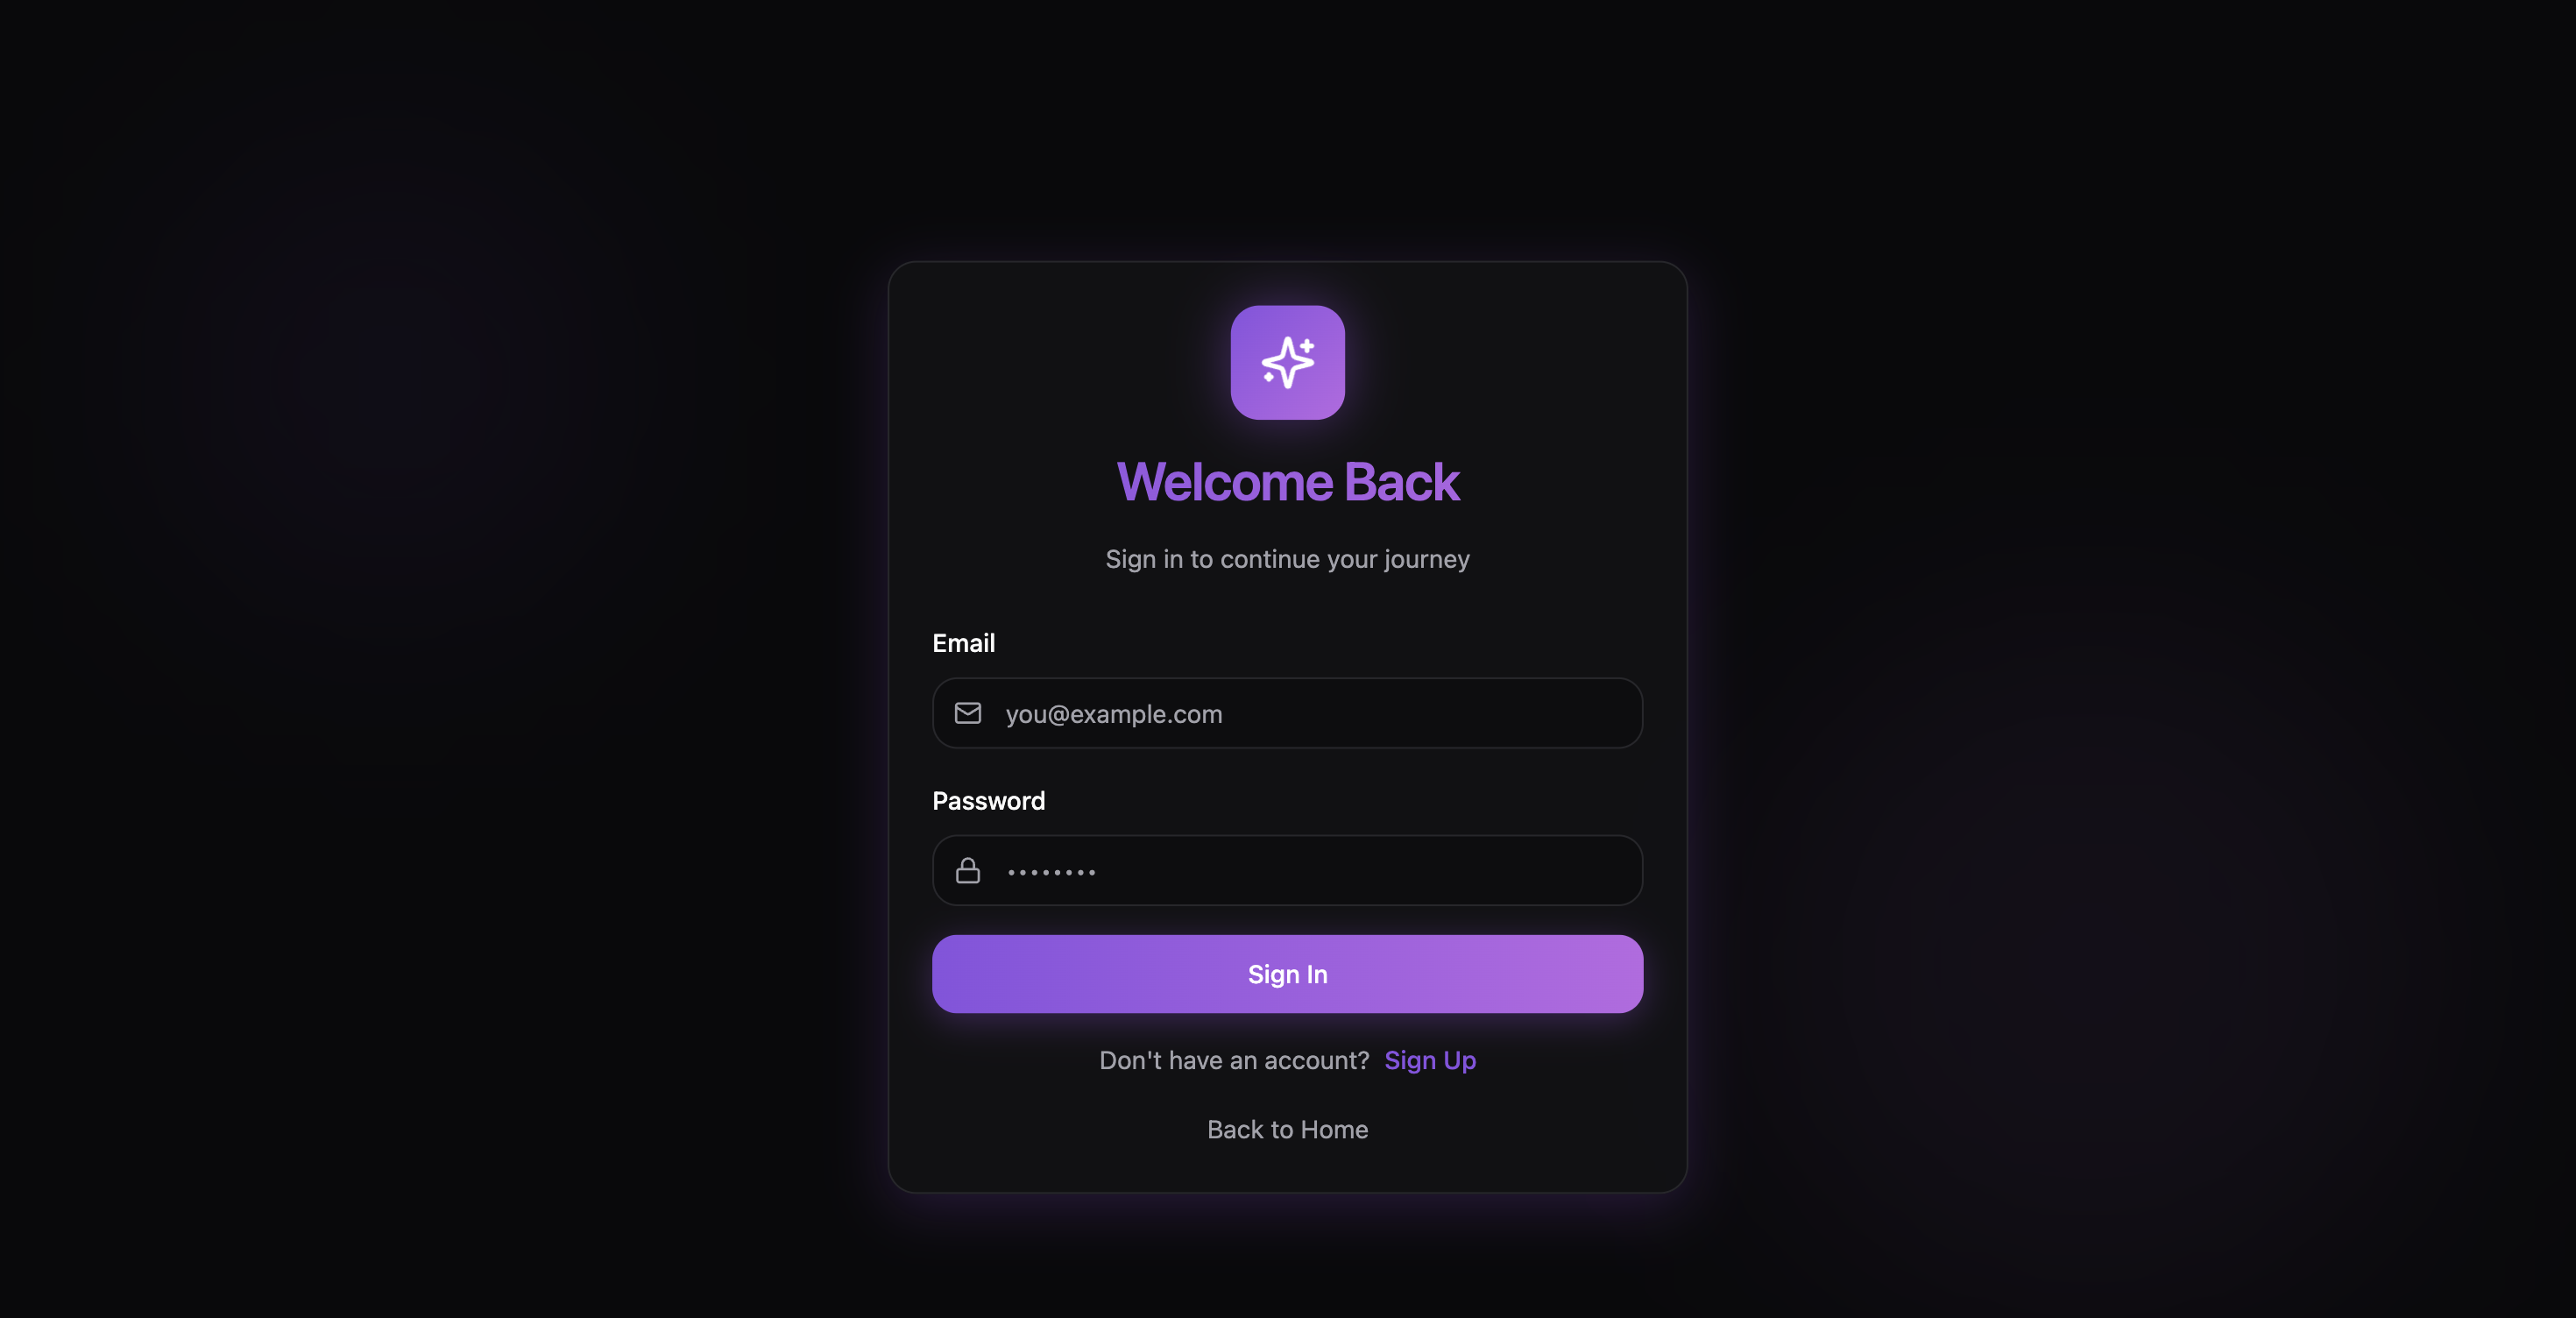 Welcome Back
Sign in to continue your journey
Email
you@example.com
Password
••••••••
Sign In
Don't have an account? Sign Up
Back to Home